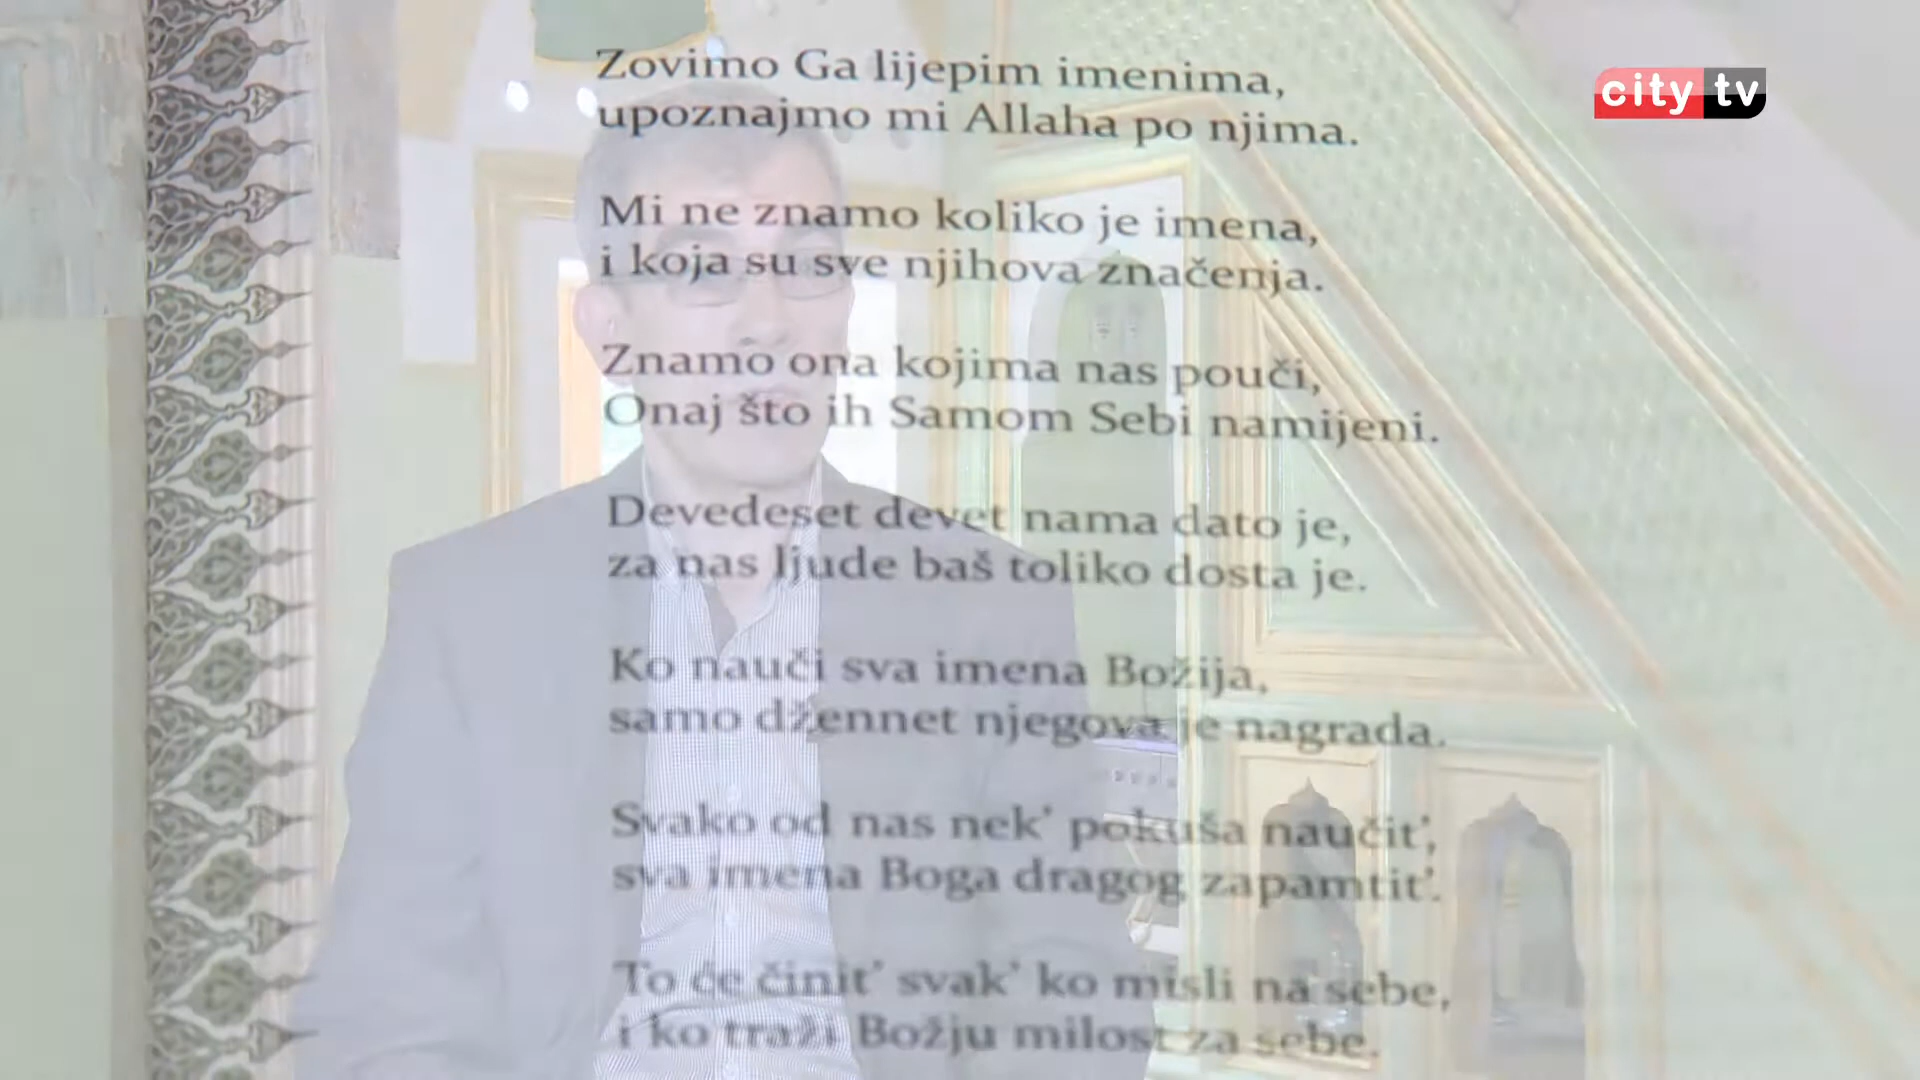 Zovimo Ga lijepim imenima,
upoznajmo mi Allaha po njima.
Mi ne znamo koliko je imena,
i koja su sve njihova značenja.
Znamo ona kojima nas pouči,
Onaj što ih Samom Sebi namijeni.
Devedeset devet nama dato je,
za nas ljude baš toliko dosta je.
Ko nauči sva imena Božija,
samo džennet njegova je nagrada.
Svako od nas nek' pokuša naučit',
sva imena Boga dragog zapamtit'.
To će činit' svak' ko misli na sebe,
i ko traži Božju milost za sebe.
city tv